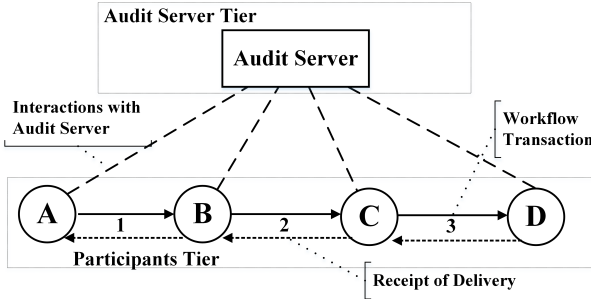 Audit Server Tier
Audit Server
Interactions with
Audit Server
Workflow
Transaction
A
B
C
D
1
2
3
Participants Tier
Receipt of Delivery